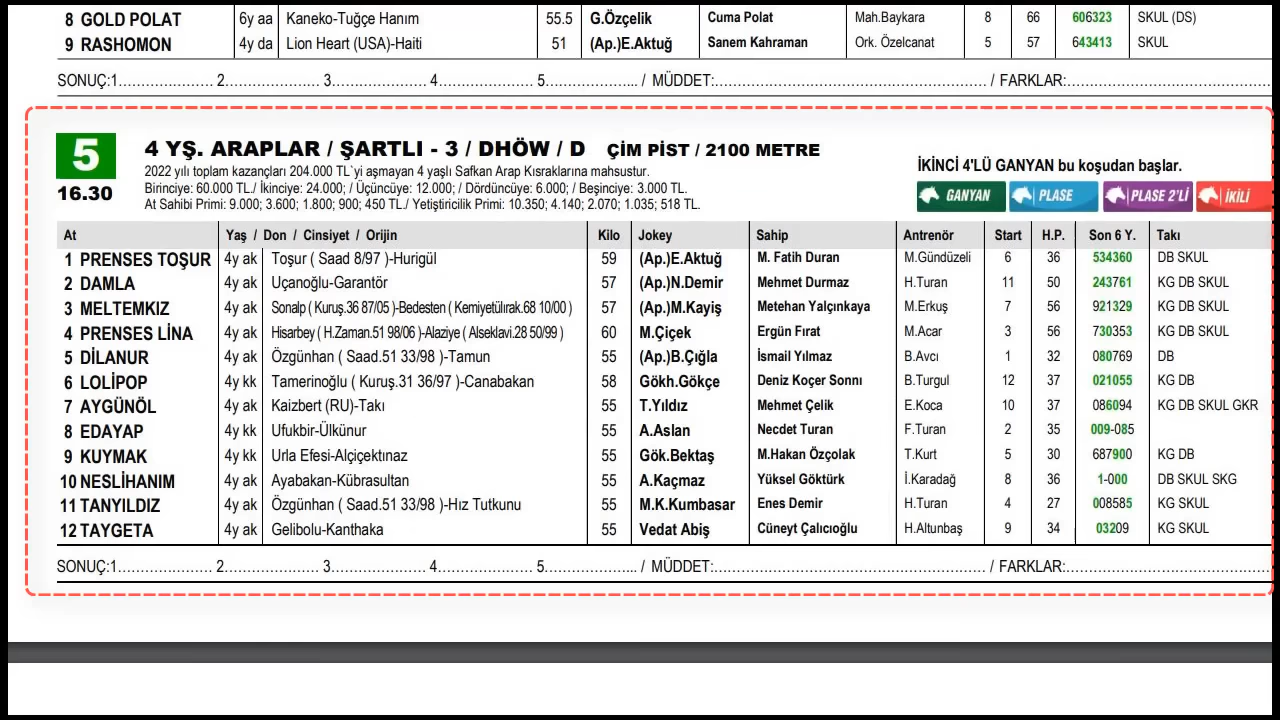 8 GOLD POLAT 6y aa Kaneko-Tuğçe Hanım 55.5 G.Özçelik Cuma Polat Mah.Baykara 8 66 606323 SKUL (DS)
9 RASHOMON 4y da Lion Heart (USA)-Haiti 51 (Ap.)E.Aktuğ Sanem Kahraman Ork. Özelcanat 5 57 643413 SKUL
SONUÇ:1...................... 2...................... 3...................... 4...................... 5..................... / MÜDDET:......................................................... / FARKLAR:...........................................
5 4 YŞ. ARAPLAR / ŞARTLI - 3 / DHÖW / D ÇİM PİST / 2100 METRE
16.30
2022 yılı toplam kazançları 204.000 TL`yi aşmayan 4 yaşlı Safkan Arap Kısraklarına mahsustur.
Birinciye: 60.000 TL./ İkinciye: 24.000; / Üçüncüye: 12.000; / Dördüncüye: 6.000; / Beşinciye: 3.000 TL.
At Sahibi Primi: 9.000; 3.600; 1.800; 900; 450 TL./ Yetiştiricilik Primi: 10.350; 4.140; 2.070; 1.035; 518 TL.
İKİNCİ 4'LÜ GANYAN bu koşudan başlar.
GANYAN PLASE PLASE 2'Lİ İKİLİ
At Yaş / Don / Cinsiyet / Orijin Kilo Jokey Sahip Antrenör Start H.P. Son 6 Y. Takı
1 PRENSES TOŞUR 4y ak Toşur ( Saad 8/97 )-Hurigül 59 (Ap.)E.Aktuğ M. Fatih Duran M.Gündüzeli 6 36 534360 DB SKUL
2 DAMLA 4y ak Uçanoğlu-Garantör 57 (Ap.)N.Demir Mehmet Durmaz H.Turan 11 50 243761 KG DB SKUL
3 MELTEMKIZ 4y ak Sonalp ( Kuruş.36 87/05 )-Bedesten ( Kemiyetülırak.68 10/00 ) 57 (Ap.)M.Kayiş Metehan Yalçınkaya M.Erkuş 7 56 921329 KG DB SKUL
4 PRENSES LİNA 4y ak Hisarbey ( H.Zaman.51 98/06 )-Alaziye ( Alseklavi.28 50/99 ) 60 M.Çiçek Ergün Fırat M.Acar 3 56 730353 KG DB SKUL
5 DİLANUR 4y ak Özgünhan ( Saad.51 33/98 )-Tamun 55 (Ap.)B.Çığla İsmail Yılmaz B.Avcı 1 32 080769 DB
6 LOLİPOP 4y kk Tamerinoğlu ( Kuruş.31 36/97 )-Canabakan 58 Gökh.Gökçe Deniz Koçer Sonnı B.Turgul 12 37 021055 KG DB
7 AYGÜNÖL 4y ak Kaizbert (RU)-Takı 55 T.Yıldız Mehmet Çelik E.Koca 10 37 086094 KG DB SKUL GKR
8 EDAYAP 4y kk Ufukbir-Ülkünur 55 A.Aslan Necdet Turan F.Turan 2 35 009-085
9 KUYMAK 4y kk Urla Efesi-Alçiçektınaz 55 Gök.Bektaş M.Hakan Özçolak T.Kurt 5 30 687900 KG DB
10 NESLİHANIM 4y ak Ayabakan-Kübrasultan 55 A.Kaçmaz Yüksel Göktürk İ.Karadağ 8 36 1-000 DB SKUL SKG
11 TANYILDIZ 4y ak Özgünhan ( Saad.51 33/98 )-Hız Tutkunu 55 M.K.Kumbasar Enes Demir H.Turan 4 27 008585 KG SKUL
12 TAYGETA 4y ak Gelibolu-Kanthaka 55 Vedat Abiş Cüneyt Çalıcıoğlu H.Altunbaş 9 34 03209 KG SKUL
SONUÇ:1...................... 2...................... 3...................... 4...................... 5..................... / MÜDDET:......................................................... / FARKLAR:...........................................